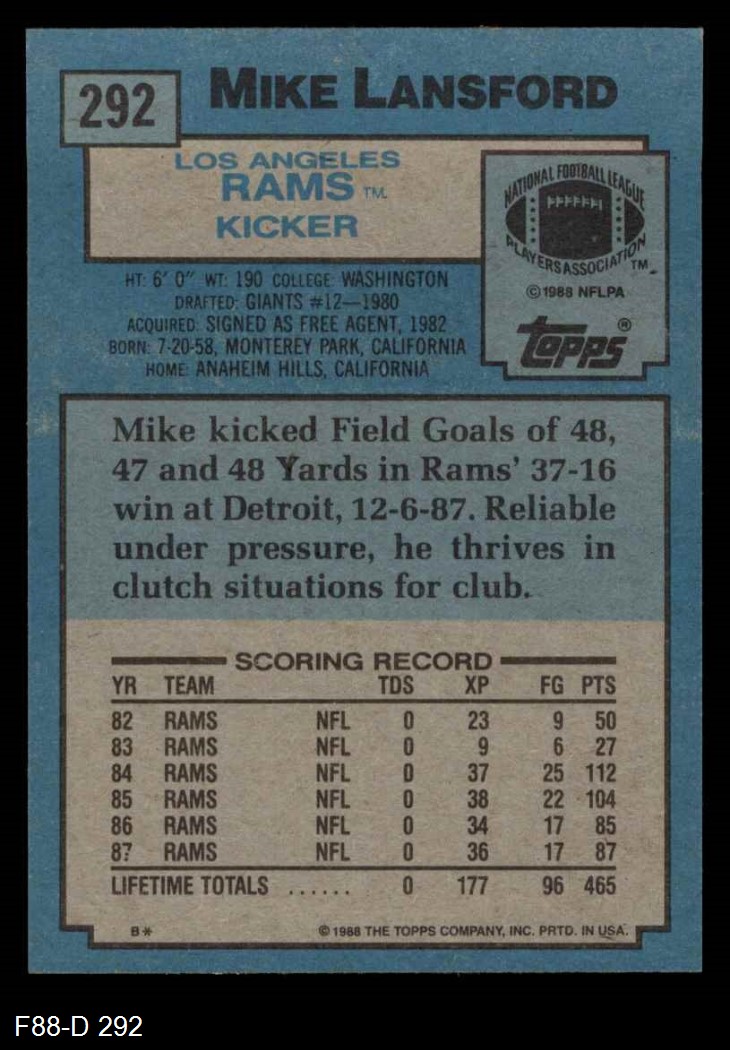 292
MIKE LANSFORD
LOS ANGELES
RAMS TM
KICKER
NATIONAL FOOTBALL LEAGUE
PLAYERS ASSOCIATION TM
© 1988 NFLPA
Topps®
HT: 6' 0" WT: 190 COLLEGE: WASHINGTON
DRAFTED: GIANTS #12—1980
ACQUIRED: SIGNED AS FREE AGENT, 1982
BORN: 7-20-58, MONTEREY PARK, CALIFORNIA
HOME: ANAHEIM HILLS, CALIFORNIA
Mike kicked Field Goals of 48,
47 and 48 Yards in Rams' 37-16
win at Detroit, 12-6-87. Reliable
under pressure, he thrives in
clutch situations for club.
SCORING RECORD
YR TEAM TDS XP FG PTS
82 RAMS NFL 0 23 9 50
83 RAMS NFL 0 9 6 27
84 RAMS NFL 0 37 25 112
85 RAMS NFL 0 38 22 104
86 RAMS NFL 0 34 17 85
87 RAMS NFL 0 36 17 87
LIFETIME TOTALS ...... 0 177 96 465
B*
© 1988 THE TOPPS COMPANY, INC. PRTD. IN USA.
F88-D 292